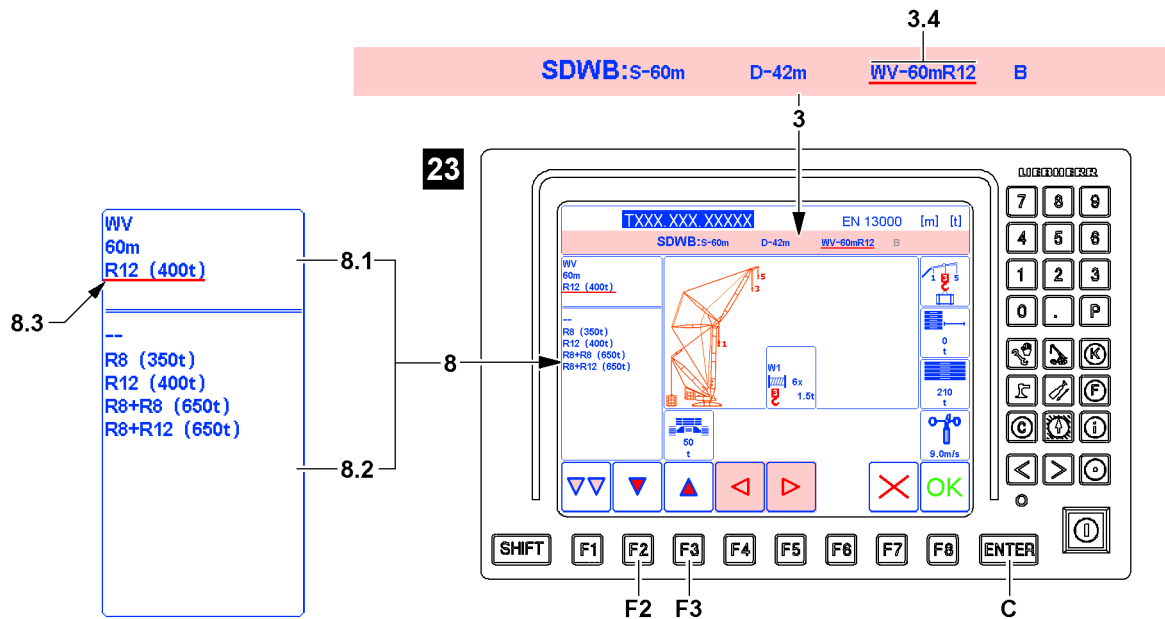 3.4
SDWB:S-60m D-42m WV-60mR12 B
3
23
LIEBHERR
TXXX.XXX.XXXXX EN 13000 [m] [t]
SDWB:S-60m D-42m WV-60mR12 B
WV
60m
R12 (400t)
--
R8 (350t)
R12 (400t)
R8+R8 (650t)
R8+R12 (650t)
WV
60m
R12 (400t)
--
R8 (350t)
R12 (400t)
R8+R8 (650t)
R8+R12 (650t)
8.1
8.2
8.3
8
5
3
1
W1
6x
3
1.5t
50
t
1 3 5
0
t
210
t
3
9.0m/s
OK
7 8 9
4 5 6
1 2 3
0 . P
K
F
C i
< >
SHIFT F1 F2 F3 F4 F5 F6 F7 F8 ENTER
F2 F3 C